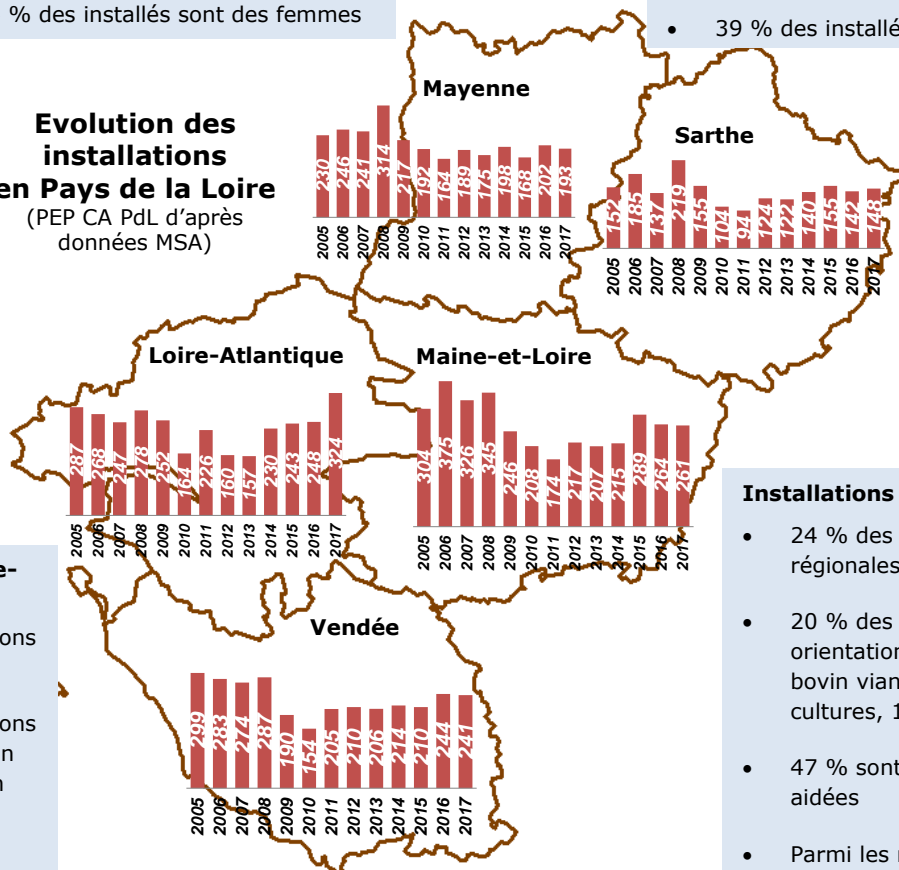 % des installés sont des femmes
39 % des installé
Evolution des
installations
en Pays de la Loire
(PEP CA PdL d'après
données MSA)
Mayenne
230 246 241 314 217 192 164 189 175 198 168 202 193
2005 2006 2007 2008 2009 2010 2011 2012 2013 2014 2015 2016 2017
Sarthe
152 185 137 219 155 104 94 124 122 140 155 142 148
2005 2006 2007 2008 2009 2010 2011 2012 2013 2014 2015 2016 2017
Loire-Atlantique
287 268 247 278 252 164 226 160 157 230 243 248 324
2005 2006 2007 2008 2009 2010 2011 2012 2013 2014 2015 2016 2017
Maine-et-Loire
304 375 326 345 246 208 174 217 207 215 289 264 261
2005 2006 2007 2008 2009 2010 2011 2012 2013 2014 2015 2016 2017
Vendée
299 283 274 287 190 154 205 210 206 214 210 244 241
2005 2006 2007 2008 2009 2010 2011 2012 2013 2014 2015 2016 2017
e-
ons
ons
n
n
Installations
• 24 % des
régionales
• 20 % des
orientation
bovin vian
cultures, 1
• 47 % sont
aidées
• Parmi les